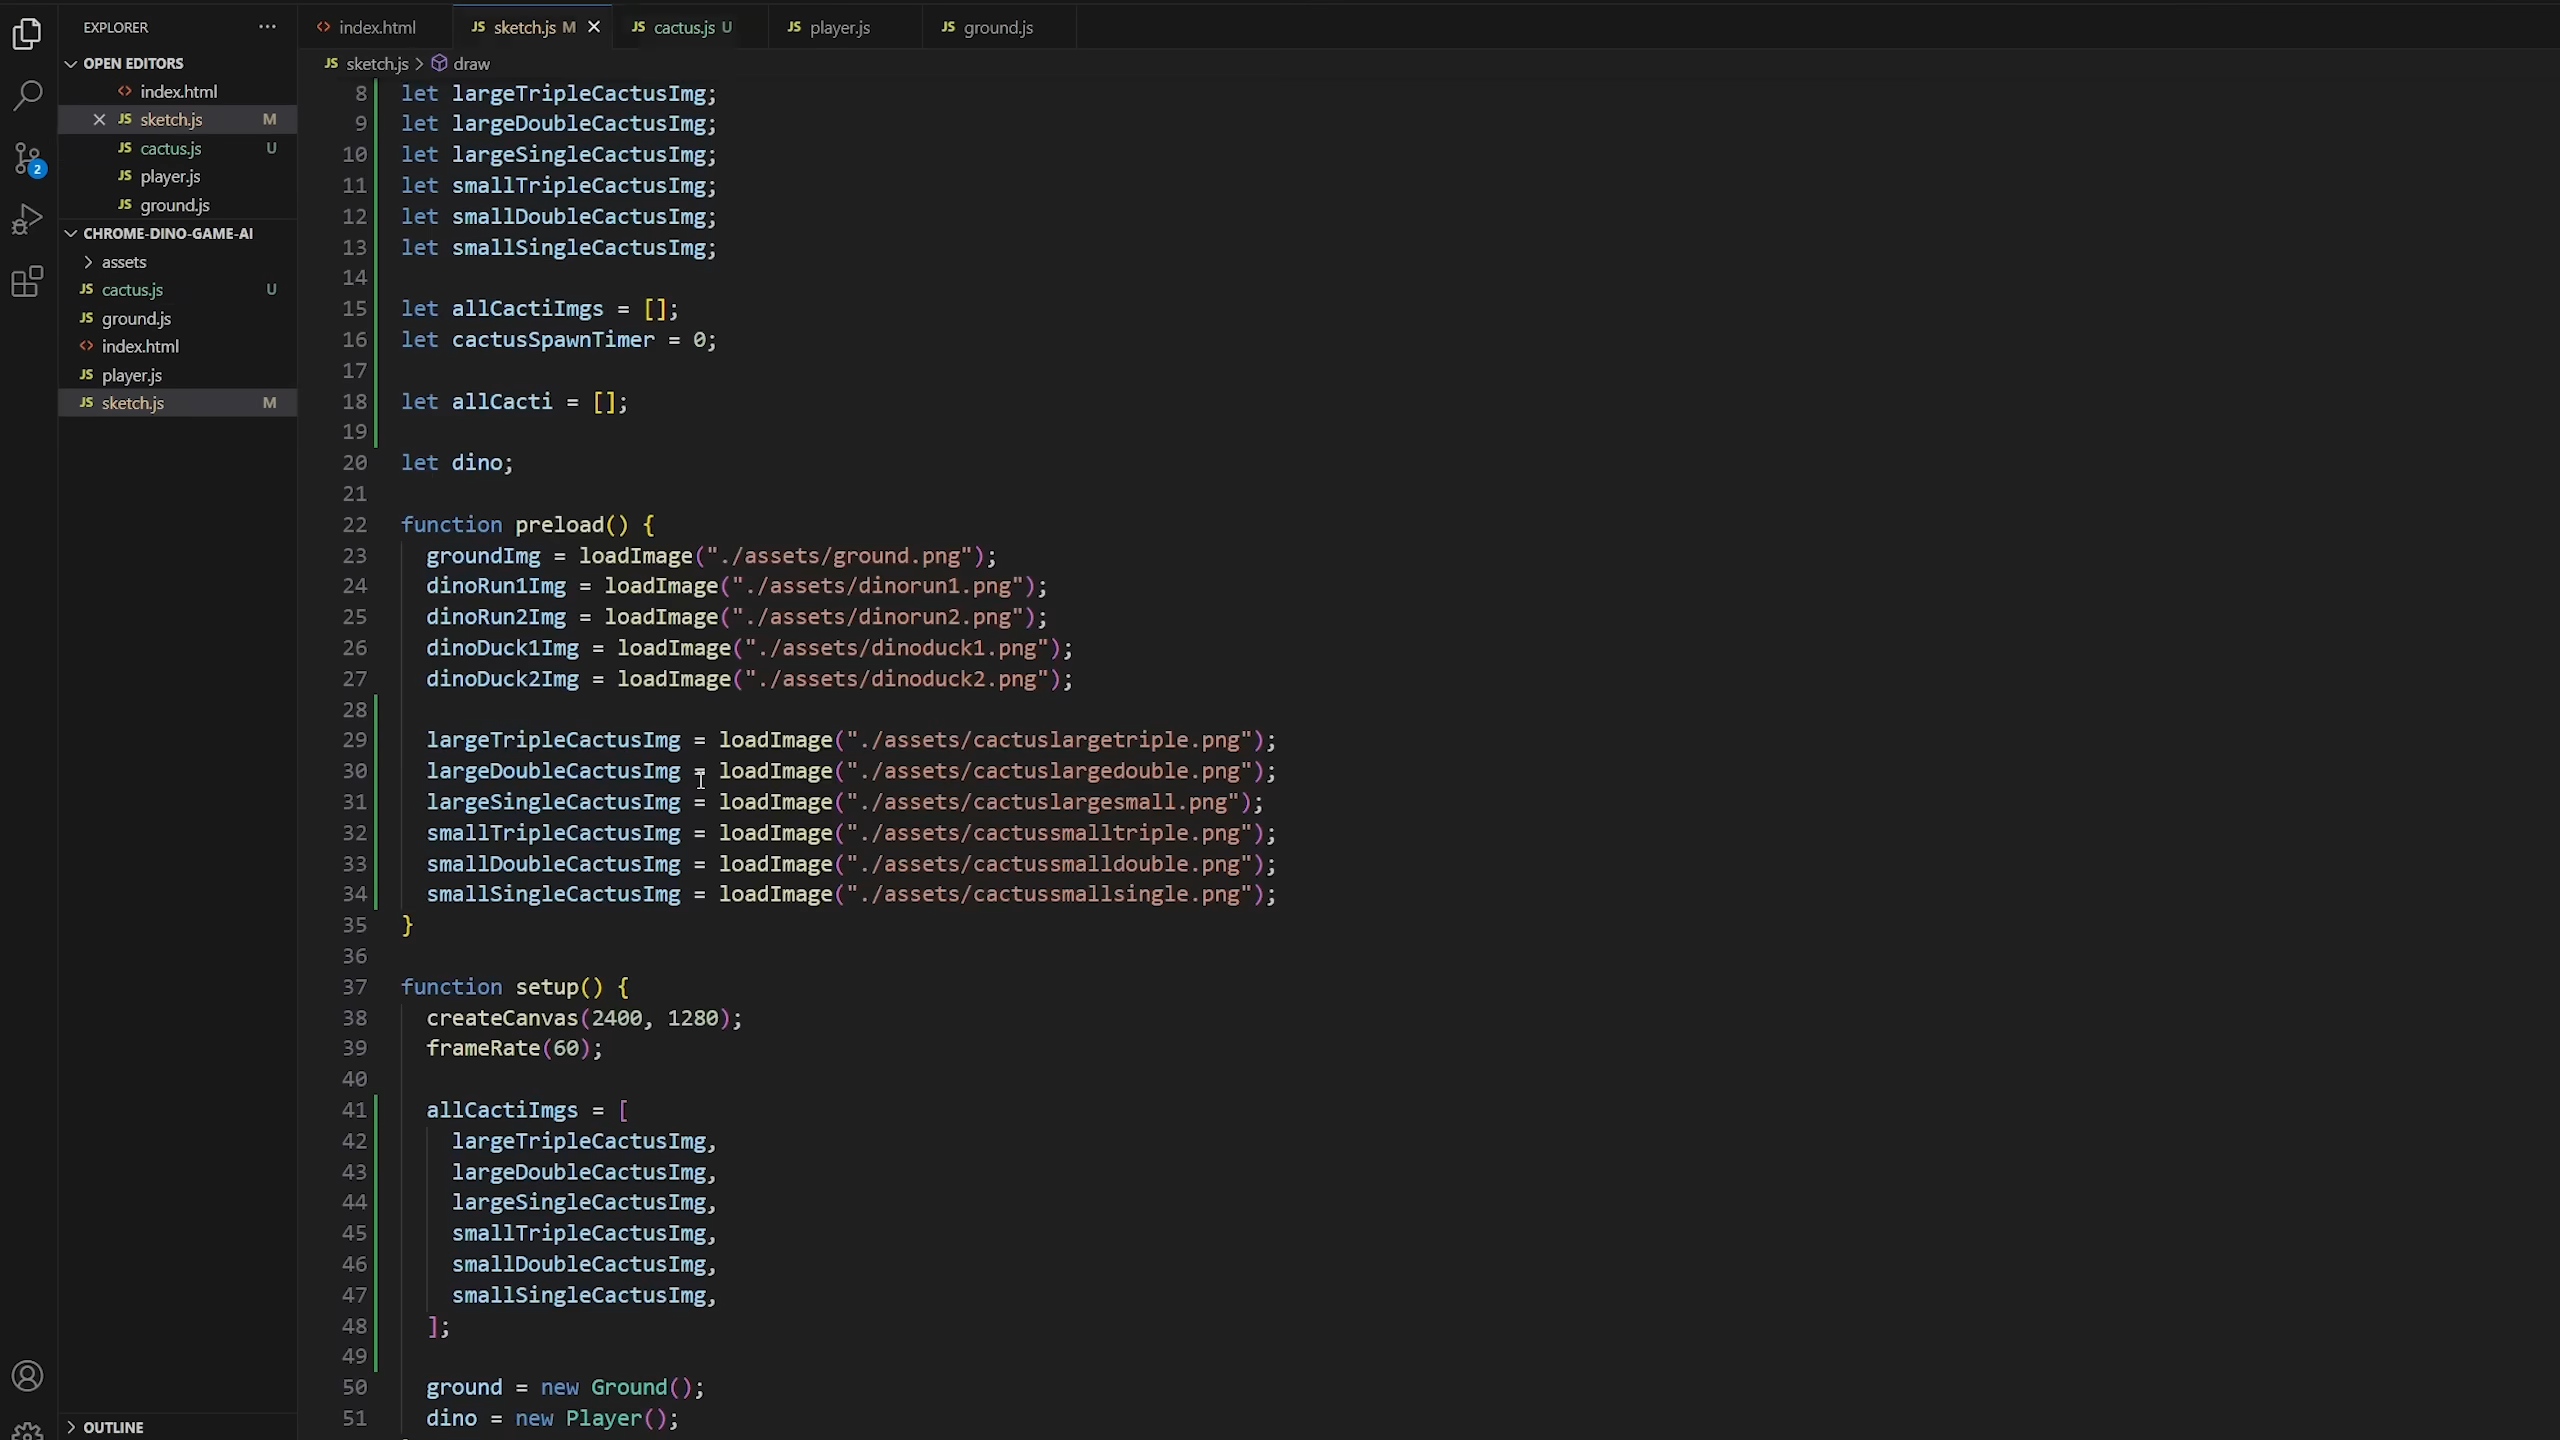 EXPLORER
OPEN EDITORS
index.html
sketch.js M
cactus.js U
player.js
ground.js
2
CHROME-DINO-GAME-AI
assets
JS cactus.js U
JS ground.js
index.html
JS player.js
JS sketch.js M
OUTLINE
index.html JS sketch.js M JS cactus.js U JS player.js JS ground.js
JS sketch.js > draw
8 let largeTripleCactusImg;
9 let largeDoubleCactusImg;
10 let largeSingleCactusImg;
11 let smallTripleCactusImg;
12 let smallDoubleCactusImg;
13 let smallSingleCactusImg;
14
15 let allCactiImgs = [];
16 let cactusSpawnTimer = 0;
17
18 let allCacti = [];
19
20 let dino;
21
22 function preload() {
23 groundImg = loadImage("./assets/ground.png");
24 dinoRun1Img = loadImage("./assets/dinorun1.png");
25 dinoRun2Img = loadImage("./assets/dinorun2.png");
26 dinoDuck1Img = loadImage("./assets/dinoduck1.png");
27 dinoDuck2Img = loadImage("./assets/dinoduck2.png");
28
29 largeTripleCactusImg = loadImage("./assets/cactuslargetriple.png");
30 largeDoubleCactusImg = loadImage("./assets/cactuslargedouble.png");
31 largeSingleCactusImg = loadImage("./assets/cactuslargesmall.png");
32 smallTripleCactusImg = loadImage("./assets/cactussmalltriple.png");
33 smallDoubleCactusImg = loadImage("./assets/cactussmalldouble.png");
34 smallSingleCactusImg = loadImage("./assets/cactussmallsingle.png");
35 }
36
37 function setup() {
38 createCanvas(2400, 1280);
39 frameRate(60);
40
41 allCactiImgs = [
42 largeTripleCactusImg,
43 largeDoubleCactusImg,
44 largeSingleCactusImg,
45 smallTripleCactusImg,
46 smallDoubleCactusImg,
47 smallSingleCactusImg,
48 ];
49
50 ground = new Ground();
51 dino = new Player();